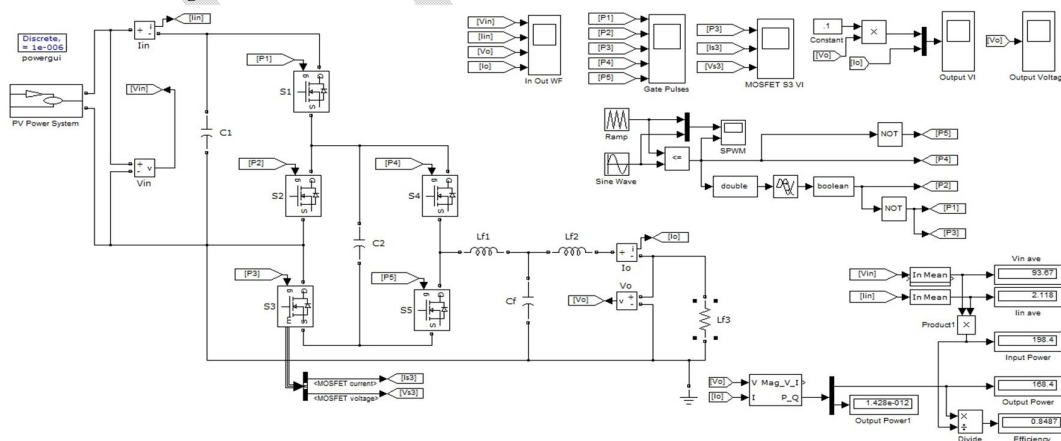 Discrete,
= 1e-006
powergui
[Iin]
+ i
-
Iin
PV Power System
[Vin]
+ v
-
Vin
C1
[P1]
g
S1
S
[P2]
g
S2
S
[P3]
g
S3
S
m
[P4]
g
S4
S
[P5]
g
S5
S
C2
Lf1
Lf2
Cf
[Io]
+ i
-
Io
Vo
[Vo]
v +
-
Lf3
<MOSFET current>
<MOSFET voltage>
[Is3]
[Vs3]
[Vin]
[Iin]
[Vo]
[Io]
In Out WF
[P1]
[P2]
[P3]
[P4]
[P5]
Gate Pulses
[P3]
[Is3]
[Vs3]
MOSFET S3 VI
.1
Constant
×
[Vo]
[Io]
Output VI
[Vo]
Output Voltag
Ramp
Sine Wave
<=
SPWM
NOT
[P5]
[P4]
double
boolean
[P2]
NOT
[P1]
[P3]
[Vin]
In Mean
Vin ave
93.67
[Iin]
In Mean
2.118
Iin ave
Product1
×
198.4
Input Power
[Vo]
[Io]
V Mag_V_I
I P_Q
1.428e-012
Output Power1
168.4
Output Power
×
÷
Divide
0.8487
Efficiency